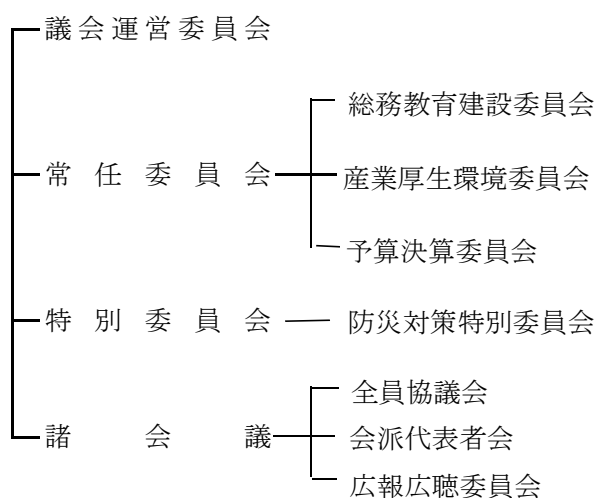 議会運営委員会
総務教育建設委員会
常任委員会
産業厚生環境委員会
予算決算委員会
特別委員会
防災対策特別委員会
全員協議会
諸会議
会派代表者会
広報広聴委員会